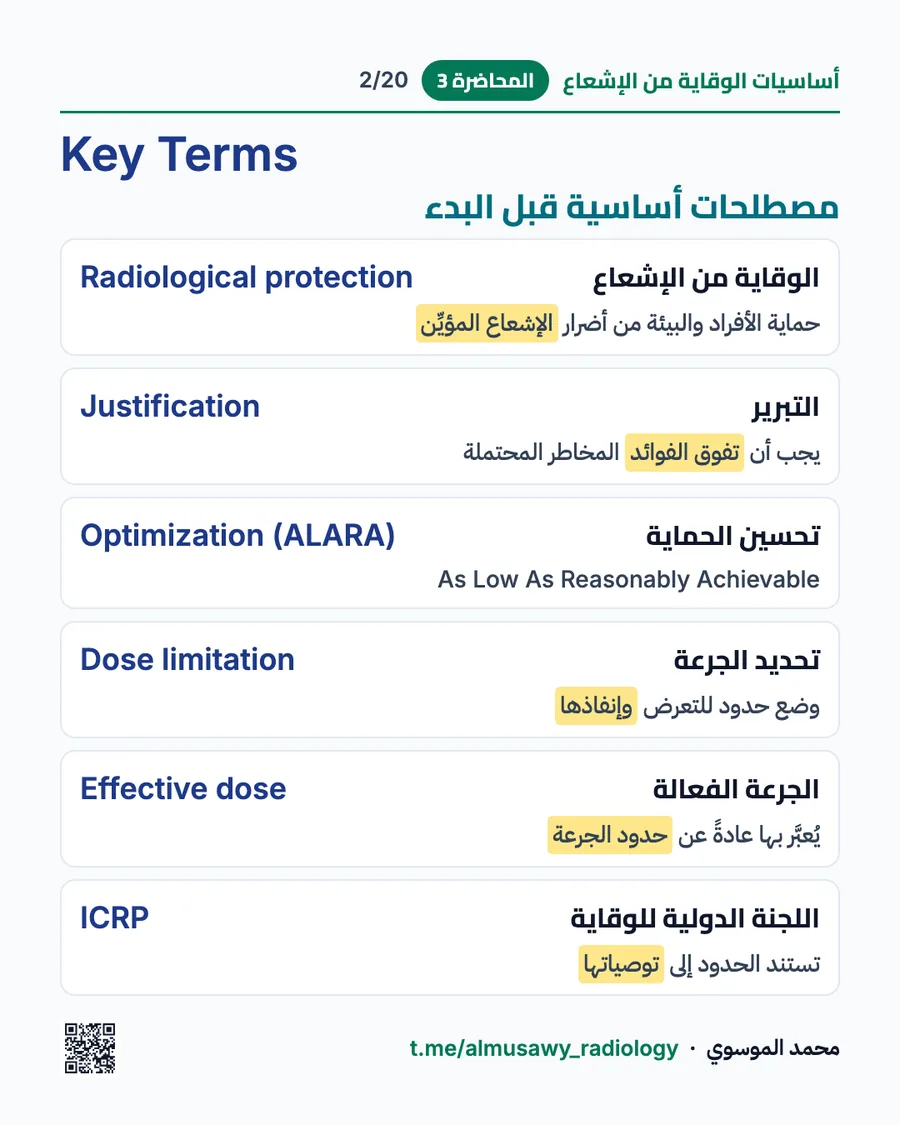 أساسيات الوقاية من الإشعاع المحاضرة 3 2/20
Key Terms
مصطلحات أساسية قبل البدء
Radiological protection الوقاية من الإشعاع
حماية الأفراد والبيئة من أضرار الإشعاع المؤيِّن
Justification التبرير
يجب أن تفوق الفوائد المخاطر المحتملة
Optimization (ALARA) تحسين الحماية
As Low As Reasonably Achievable
Dose limitation تحديد الجرعة
وضع حدود للتعرض وإنفاذها
Effective dose الجرعة الفعالة
يُعبَّر بها عادةً عن حدود الجرعة
ICRP اللجنة الدولية للوقاية
تستند الحدود إلى توصياتها
محمد الموسوي · t.me/almusawy_radiology